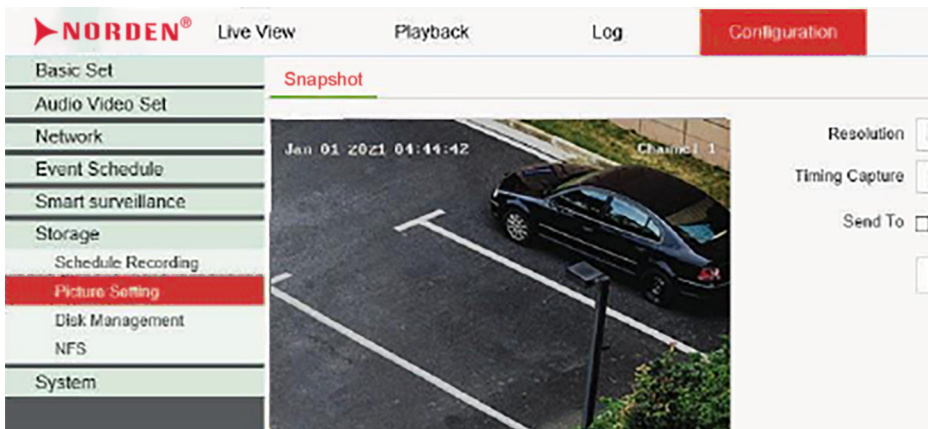 NORDEN®
Live View
Playback
Log
Configuration
Basic Set
Audio Video Set
Network
Event Schedule
Smart surveillance
Storage
Schedule Recording
Picture Setting
Disk Management
NFS
System
Snapshot
Jan 01 2021 04:44:42
Channel 1
Resolution
Timing Capture
Send To